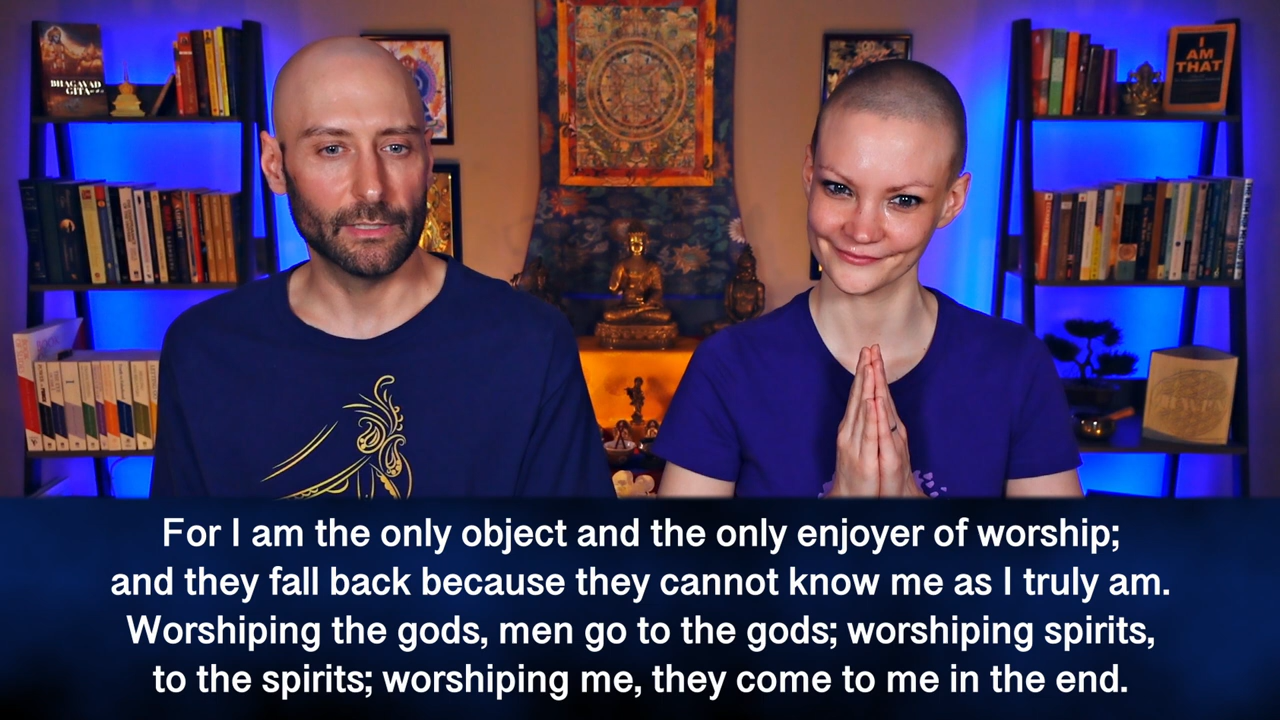 BHAGAVAD
GITA
I
AM
THAT
For I am the only object and the only enjoyer of worship;
and they fall back because they cannot know me as I truly am.
Worshiping the gods, men go to the gods; worshiping spirits,
to the spirits; worshiping me, they come to me in the end.